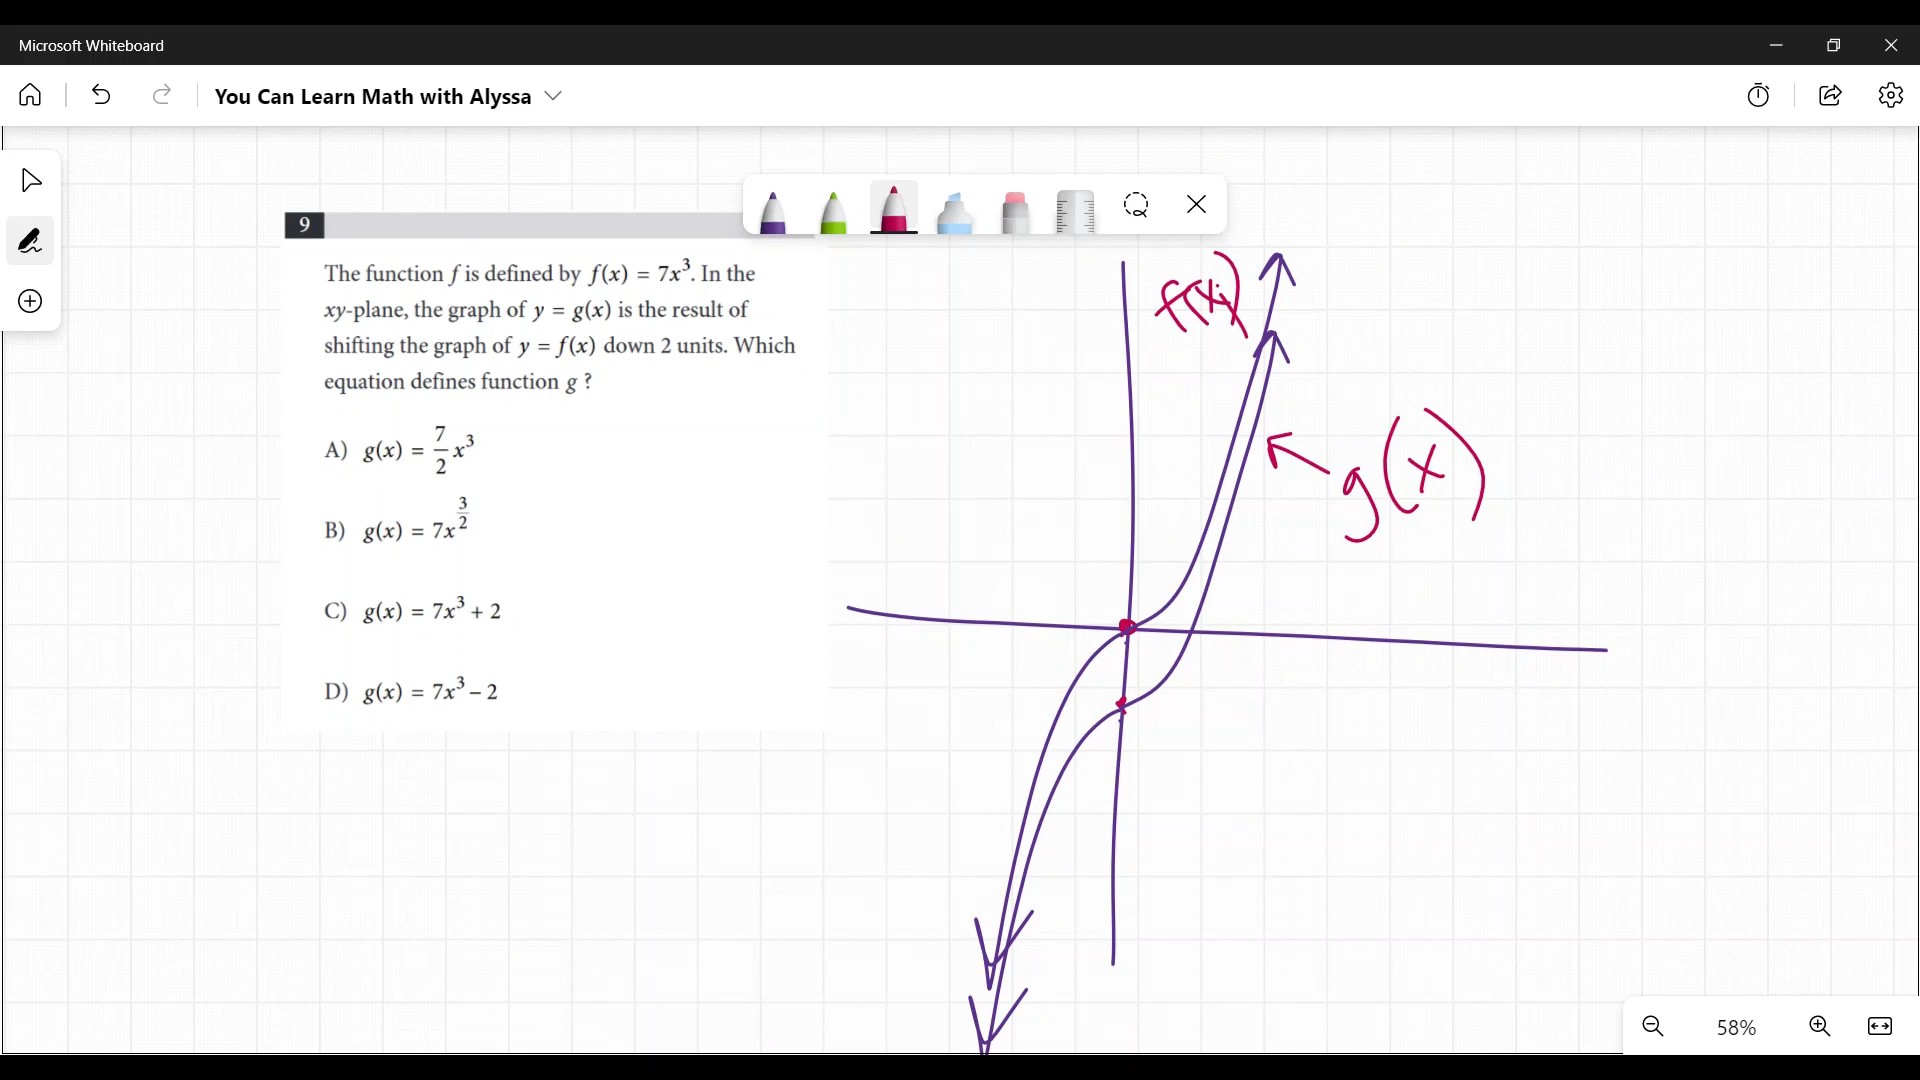 Microsoft Whiteboard
You Can Learn Math with Alyssa
9
The function f is defined by f(x) = 7x³. In the
xy-plane, the graph of y = g(x) is the result of
shifting the graph of y = f(x) down 2 units. Which
equation defines function g ?
A) g(x) = 7/2 x³
B) g(x) = 7x^(3/2)
C) g(x) = 7x³ + 2
D) g(x) = 7x³ – 2
f(x)
g(x)
58%